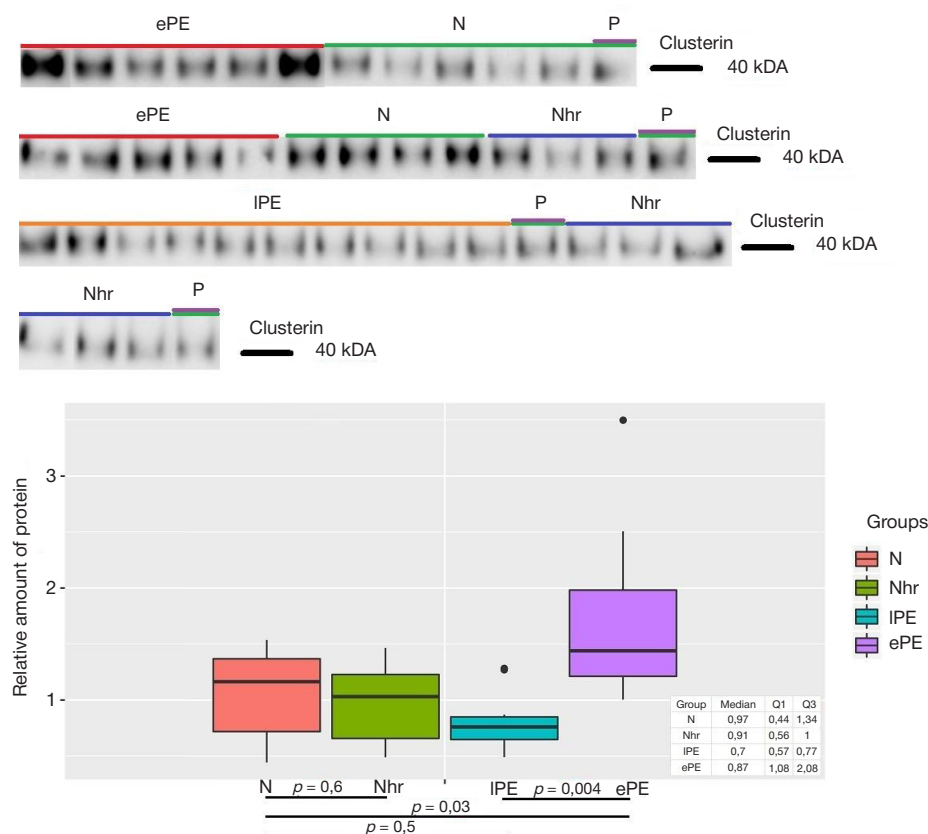 ePE N P
Clusterin
40 kDA
ePE N Nhr P
Clusterin
40 kDA
lPE P Nhr
Clusterin
40 kDA
Nhr P
Clusterin
40 kDA
Relative amount of protein
3
2
1
Groups
N
Nhr
lPE
ePE
Group Median Q1 Q3
N 0,97 0,44 1,34
Nhr 0,91 0,56 1
lPE 0,7 0,57 0,77
ePE 0,87 1,08 2,08
N p = 0,6 Nhr lPE p = 0,004 ePE
p = 0,03
p = 0,5